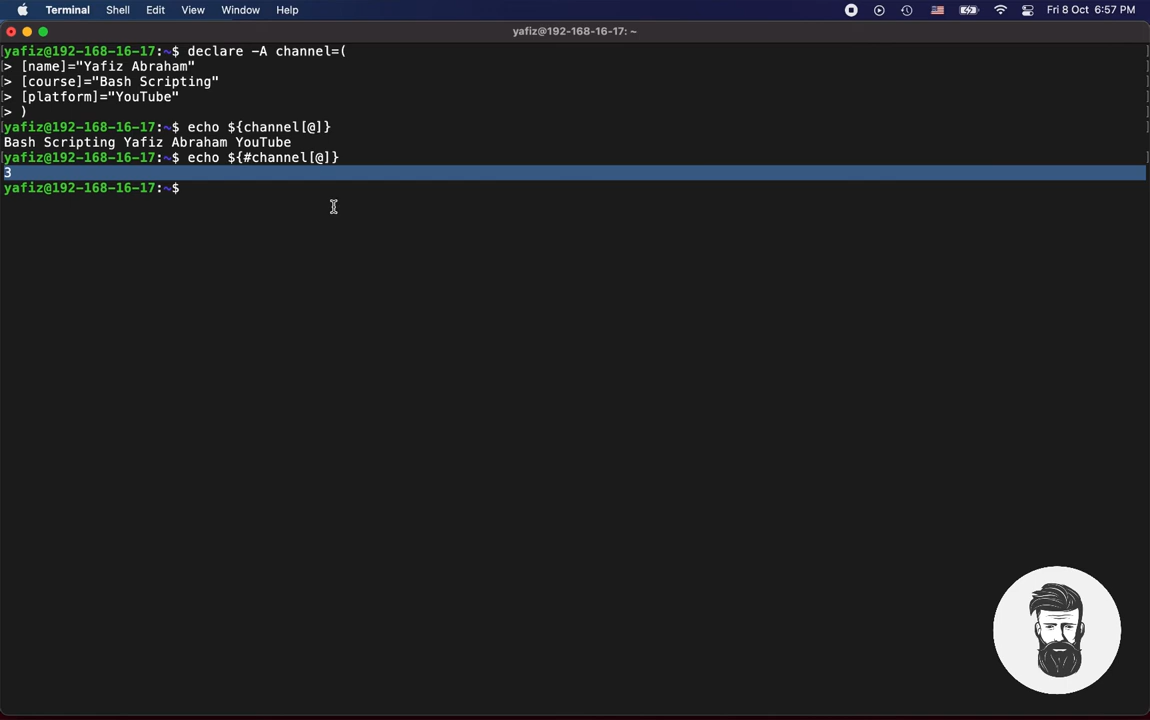 Terminal Shell Edit View Window Help Fri 8 Oct 6:57 PM
yafiz@192-168-16-17: ~
[yafiz@192-168-16-17:~$ declare -A channel=( ]
[> [name]="Yafiz Abraham" ]
[> [course]="Bash Scripting" ]
[> [platform]="YouTube" ]
[> ) ]
[yafiz@192-168-16-17:~$ echo ${channel[@]} ]
Bash Scripting Yafiz Abraham YouTube
[yafiz@192-168-16-17:~$ echo ${#channel[@]} ]
3
yafiz@192-168-16-17:~$